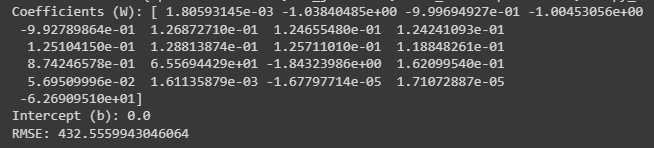 Coefficients (W): [ 1.80593145e-03 -1.03840485e+00 -9.99694927e-01 -1.00453056e+00
-9.92789864e-01 1.26872710e-01 1.24655480e-01 1.24241093e-01
1.25104150e-01 1.28813874e-01 1.25711010e-01 1.18848261e-01
8.74246578e-01 6.55694429e+01 -1.84323986e+00 1.62099540e-01
5.69509996e-02 1.61135879e-03 -1.67797714e-05 1.71072887e-05
-6.26909510e+01]
Intercept (b): 0.0
RMSE: 432.5559943046064